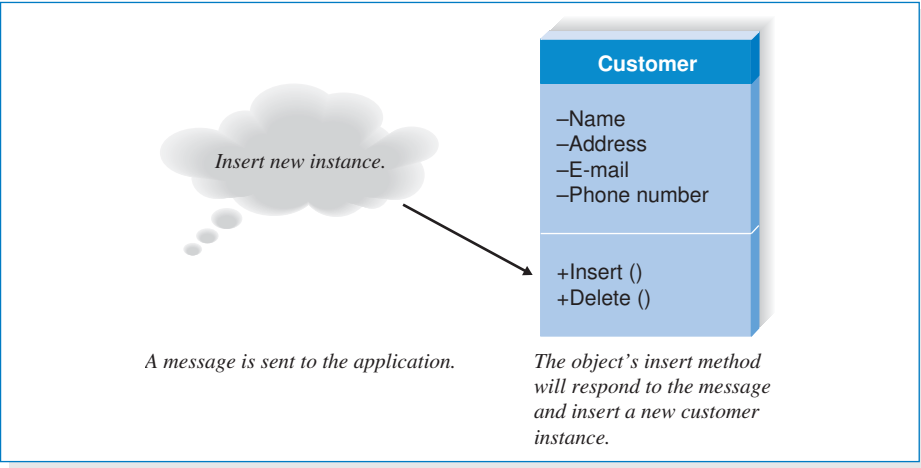 Customer
–Name
–Address
–E-mail
–Phone number
Insert new instance.
+Insert ()
+Delete ()
A message is sent to the application.
The object’s insert method
will respond to the message
and insert a new customer
instance.